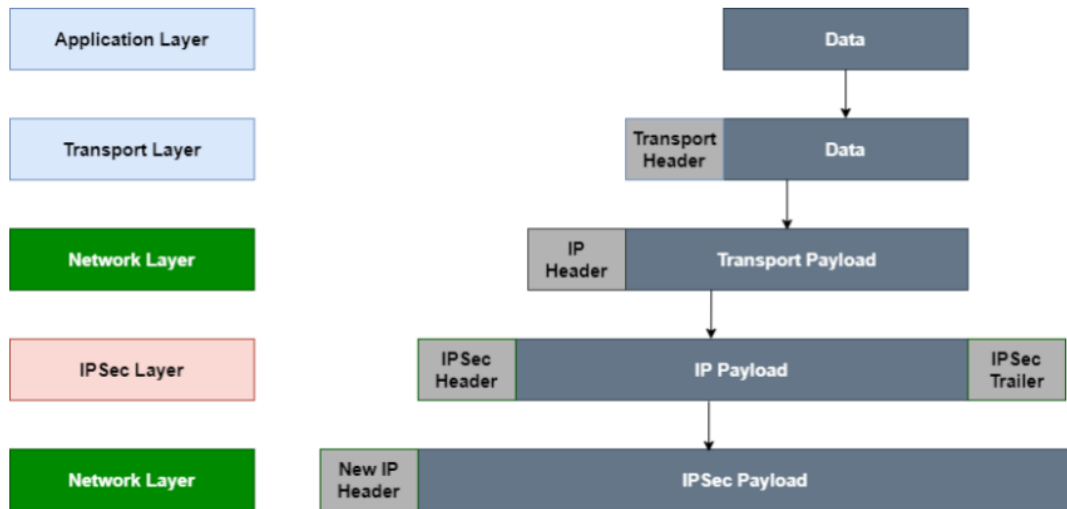 Application Layer
Data
Transport Layer
Transport
Header
Data
Network Layer
IP
Header
Transport Payload
IPSec Layer
IPSec
Header
IP Payload
IPSec
Trailer
Network Layer
New IP
Header
IPSec Payload